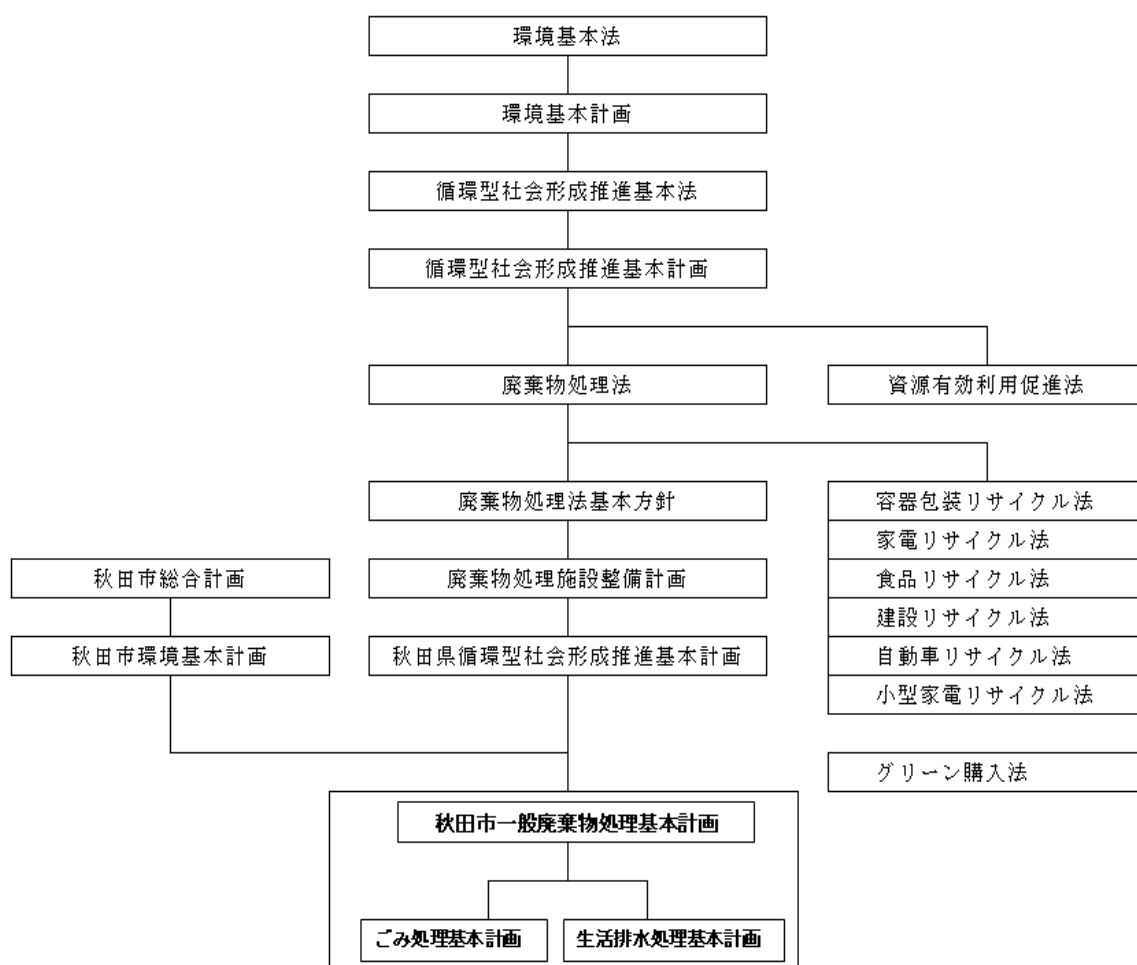 環境基本法
環境基本計画
循環型社会形成推進基本法
循環型社会形成推進基本計画
廃棄物処理法
資源有効利用促進法
廃棄物処理法基本方針
容器包装リサイクル法
家電リサイクル法
秋田市総合計画
廃棄物処理施設整備計画
食品リサイクル法
建設リサイクル法
秋田市環境基本計画
秋田県循環型社会形成推進基本計画
自動車リサイクル法
小型家電リサイクル法
グリーン購入法
秋田市一般廃棄物処理基本計画
ごみ処理基本計画
生活排水処理基本計画